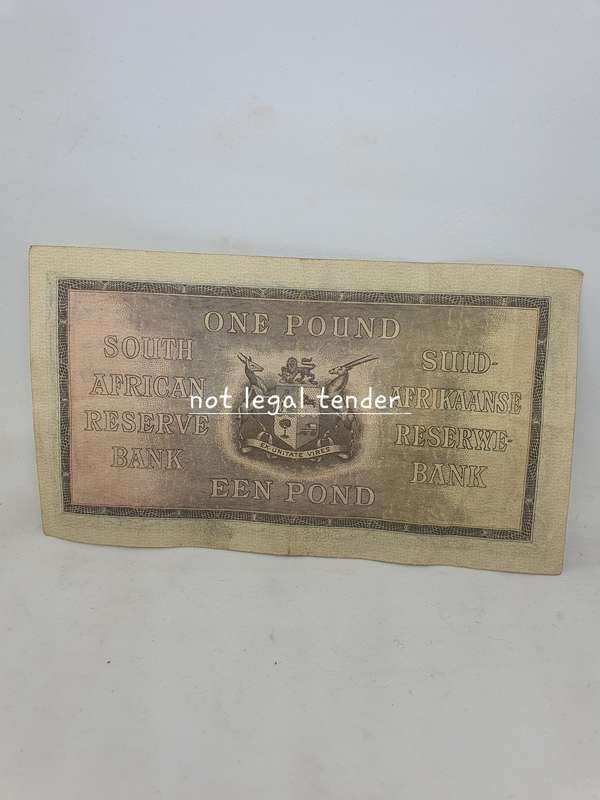 ONE POUND
SOUTH
AFRICAN
RESERVE
BANK
SUID-
AFRIKAANSE
RESERWE-
BANK
not legal tender
EX UNITATE VIRES
EEN POND